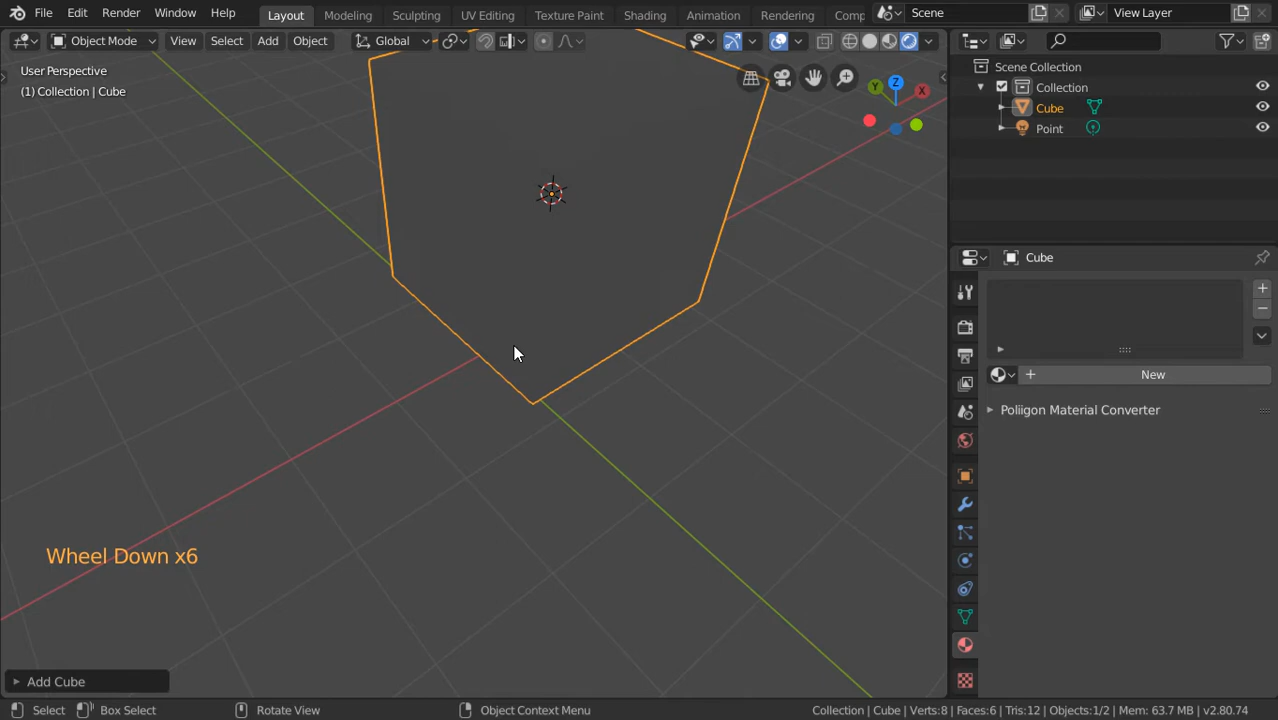 File Edit Render Window Help Layout Modeling Sculpting UV Editing Texture Paint Shading Animation Rendering Comp Scene View Layer
Object Mode View Select Add Object Global
User Perspective
(1) Collection | Cube
Z
Y
X
Scene Collection
Collection
Cube
Point
Cube
New
Poliigon Material Converter
Wheel Down x6
Add Cube
Select Box Select Rotate View Object Context Menu Collection | Cube | Verts:8 | Faces:6 | Tris:12 | Objects:1/2 | Mem: 63.7 MB | v2.80.74